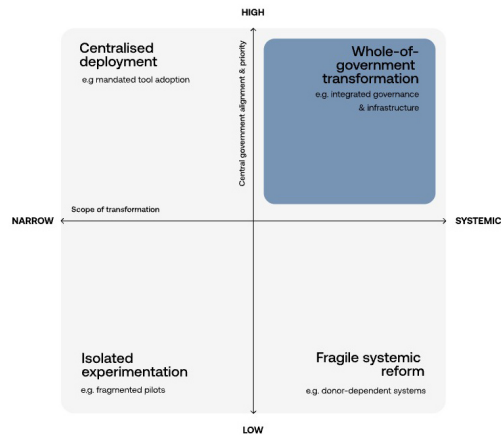 HIGH
Centralised
deployment
e.g mandated tool adoption
Central government alignment & priority
Whole-of-
government
transformation
e.g. integrated governance
& infrastructure
Scope of transformation
NARROW
SYSTEMIC
Isolated
experimentation
e.g. fragmented pilots
Fragile systemic
reform
e.g. donor-dependent systems
LOW